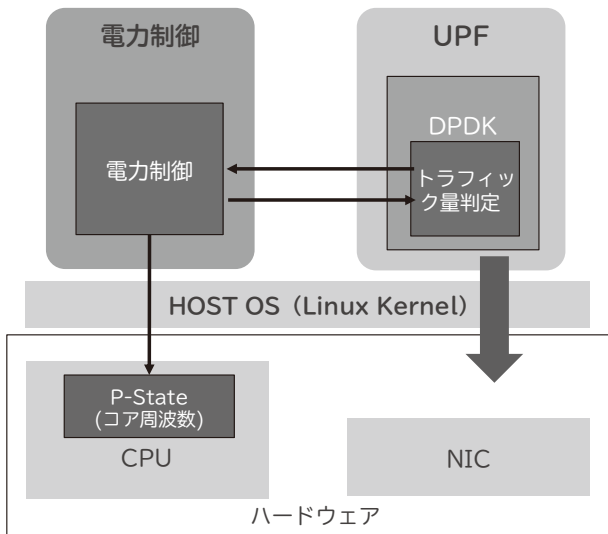 電力制御
UPF
電力制御
DPDK
トラフィッ
ク量判定
HOST OS（Linux Kernel）
P-State
(コア周波数)
CPU
NIC
ハードウェア